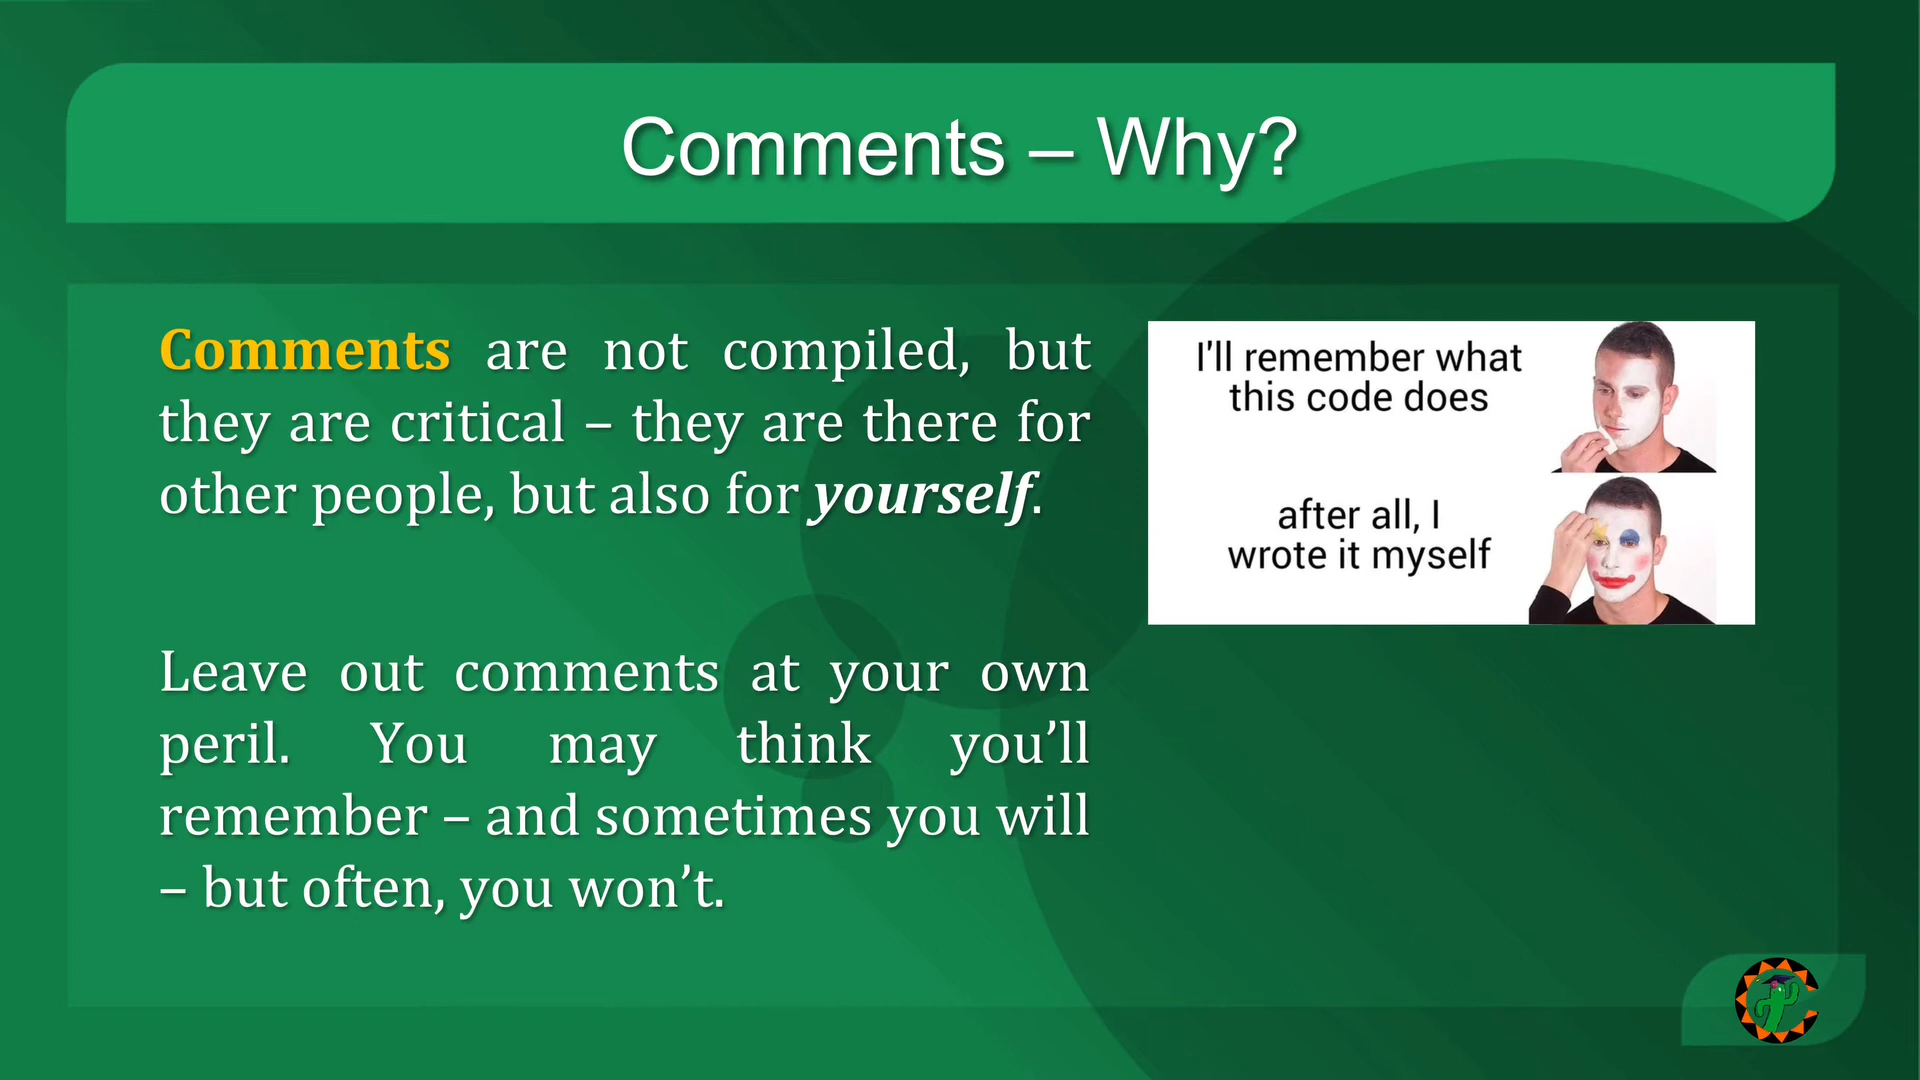 Comments – Why?
Comments are not compiled, but
they are critical – they are there for
other people, but also for yourself.
Leave out comments at your own
peril. You may think you’ll
remember – and sometimes you will
– but often, you won’t.
I'll remember what
this code does
after all, I
wrote it myself